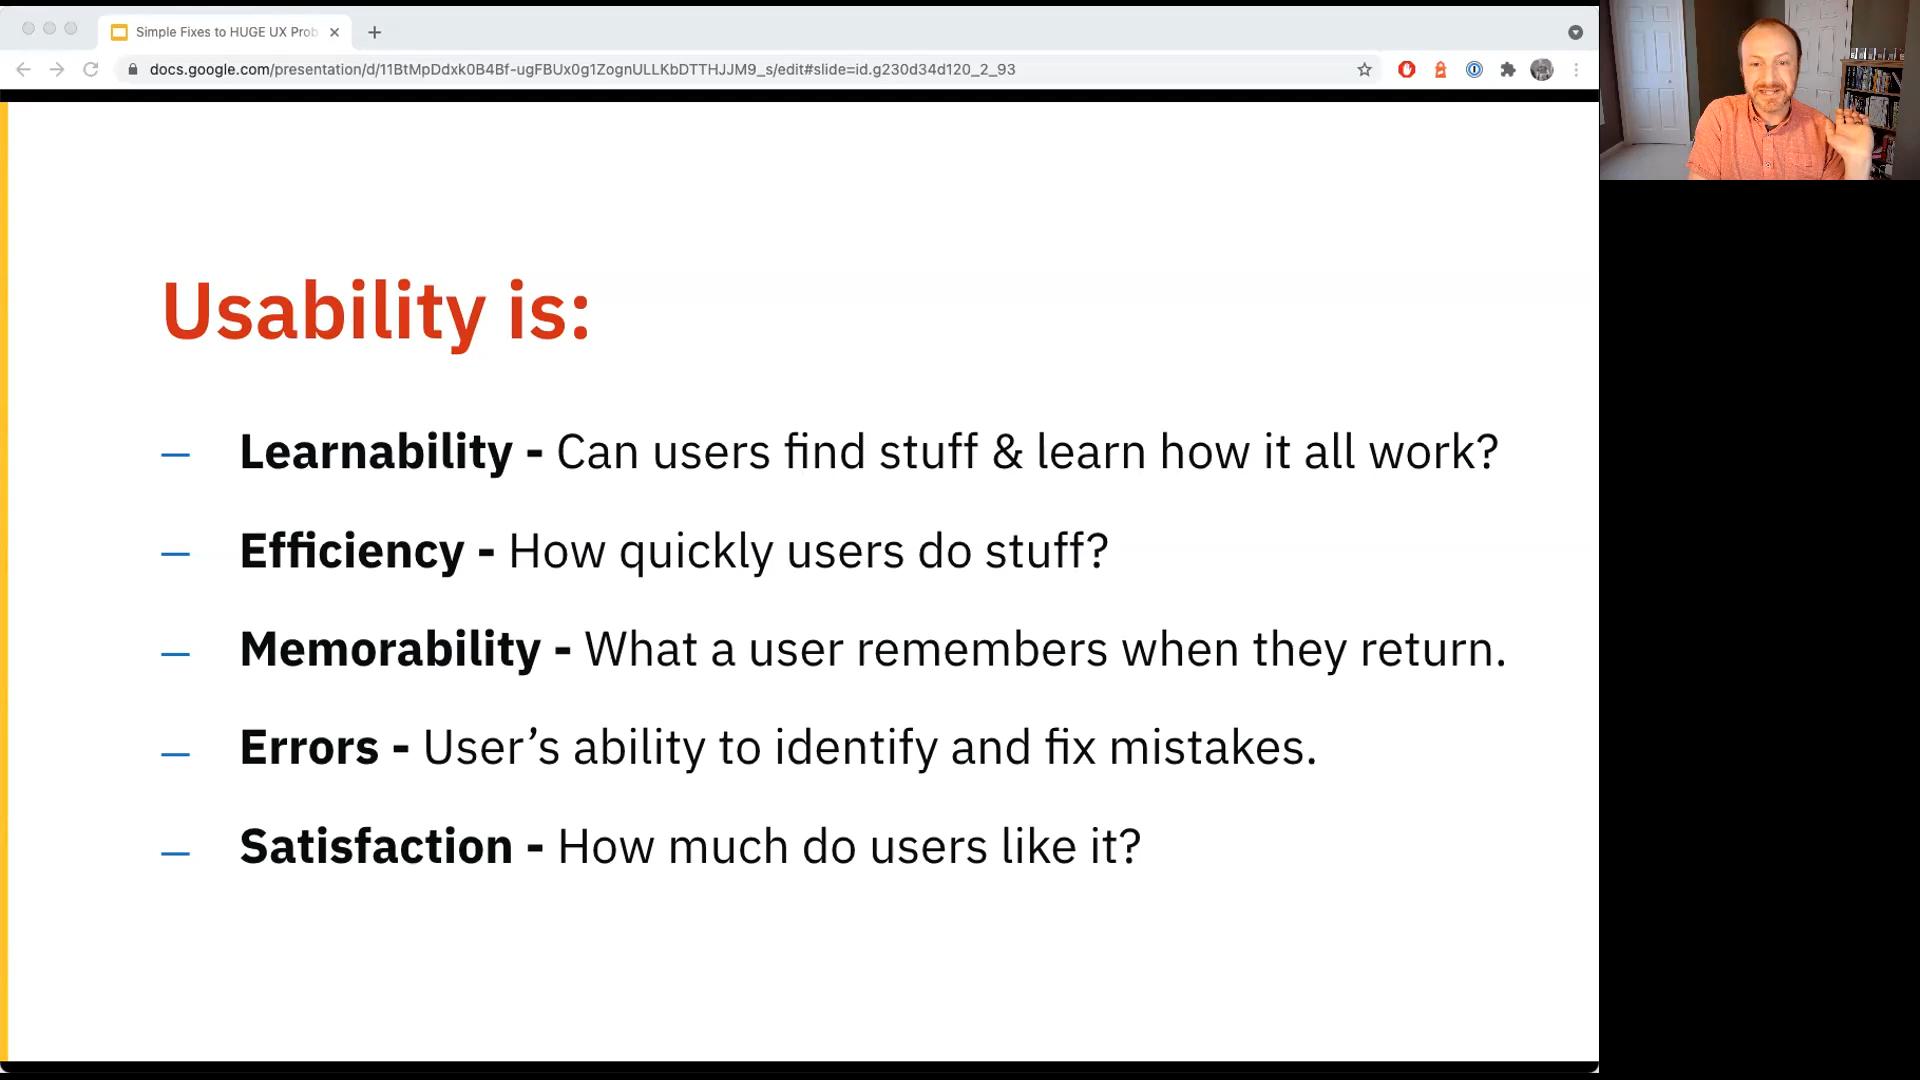 Simple Fixes to HUGE UX Prob
docs.google.com/presentation/d/11BtMpDdxk0B4Bf-ugFBUx0g1ZognULLKbDTTHJJM9_s/edit#slide=id.g230d34d120_2_93
Usability is:
– Learnability - Can users find stuff & learn how it all work?
– Efficiency - How quickly users do stuff?
– Memorability - What a user remembers when they return.
– Errors - User’s ability to identify and fix mistakes.
– Satisfaction - How much do users like it?